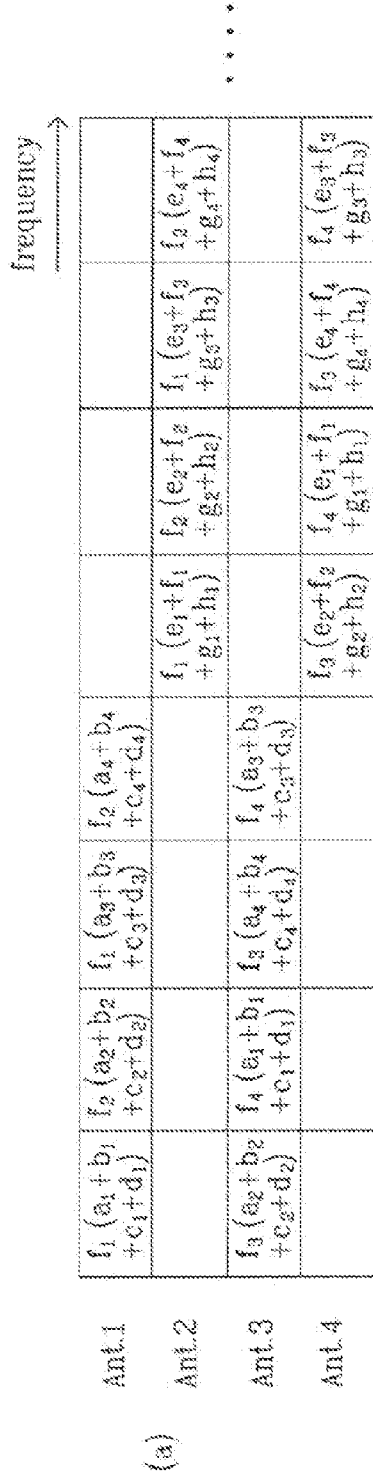 frequency
(a)
Ant.1
f₁(a₁+b₁
+c₁+d₁)
f₂(a₂+b₂
+c₂+d₂)
f₁(a₃+b₃
+c₃+d₃)
f₂(a₄+b₄
+c₄+d₄)
Ant.2
f₁(e₁+f₁
+g₁+h₁)
f₂(e₂+f₂
+g₂+h₂)
f₁(e₃+f₃
+g₃+h₃)
f₂(e₄+f₄
+g₄+h₄)
Ant.3
f₃(a₂+b₂
+c₂+d₂)
f₄(a₁+b₁
+c₁+d₁)
f₃(a₄+b₄
+c₄+d₄)
f₄(a₃+b₃
+c₃+d₃)
Ant.4
f₃(e₂+f₂
+g₂+h₂)
f₄(e₁+f₁
+g₁+h₁)
f₃(e₄+f₄
+g₄+h₄)
f₄(e₃+f₃
+g₃+h₃)
....